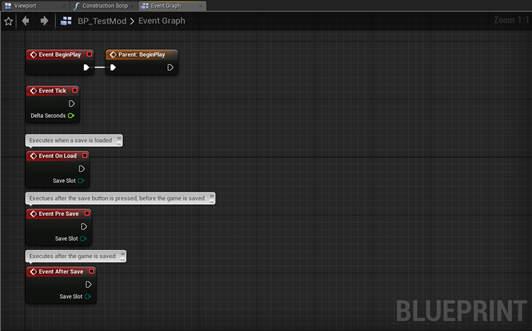 Viewport
Construction Scrip
Event Graph
BP_TestMod > Event Graph
Zoom 1:1
Event BeginPlay
Parent: BeginPlay
Event Tick
Delta Seconds
Executes when a save is loaded
Event On Load
Save Slot
Exectues after the save button is pressed, before the game is saved
Event Pre Save
Save Slot
Executes after the game is saved
Event After Save
Save Slot
BLUEPRINT